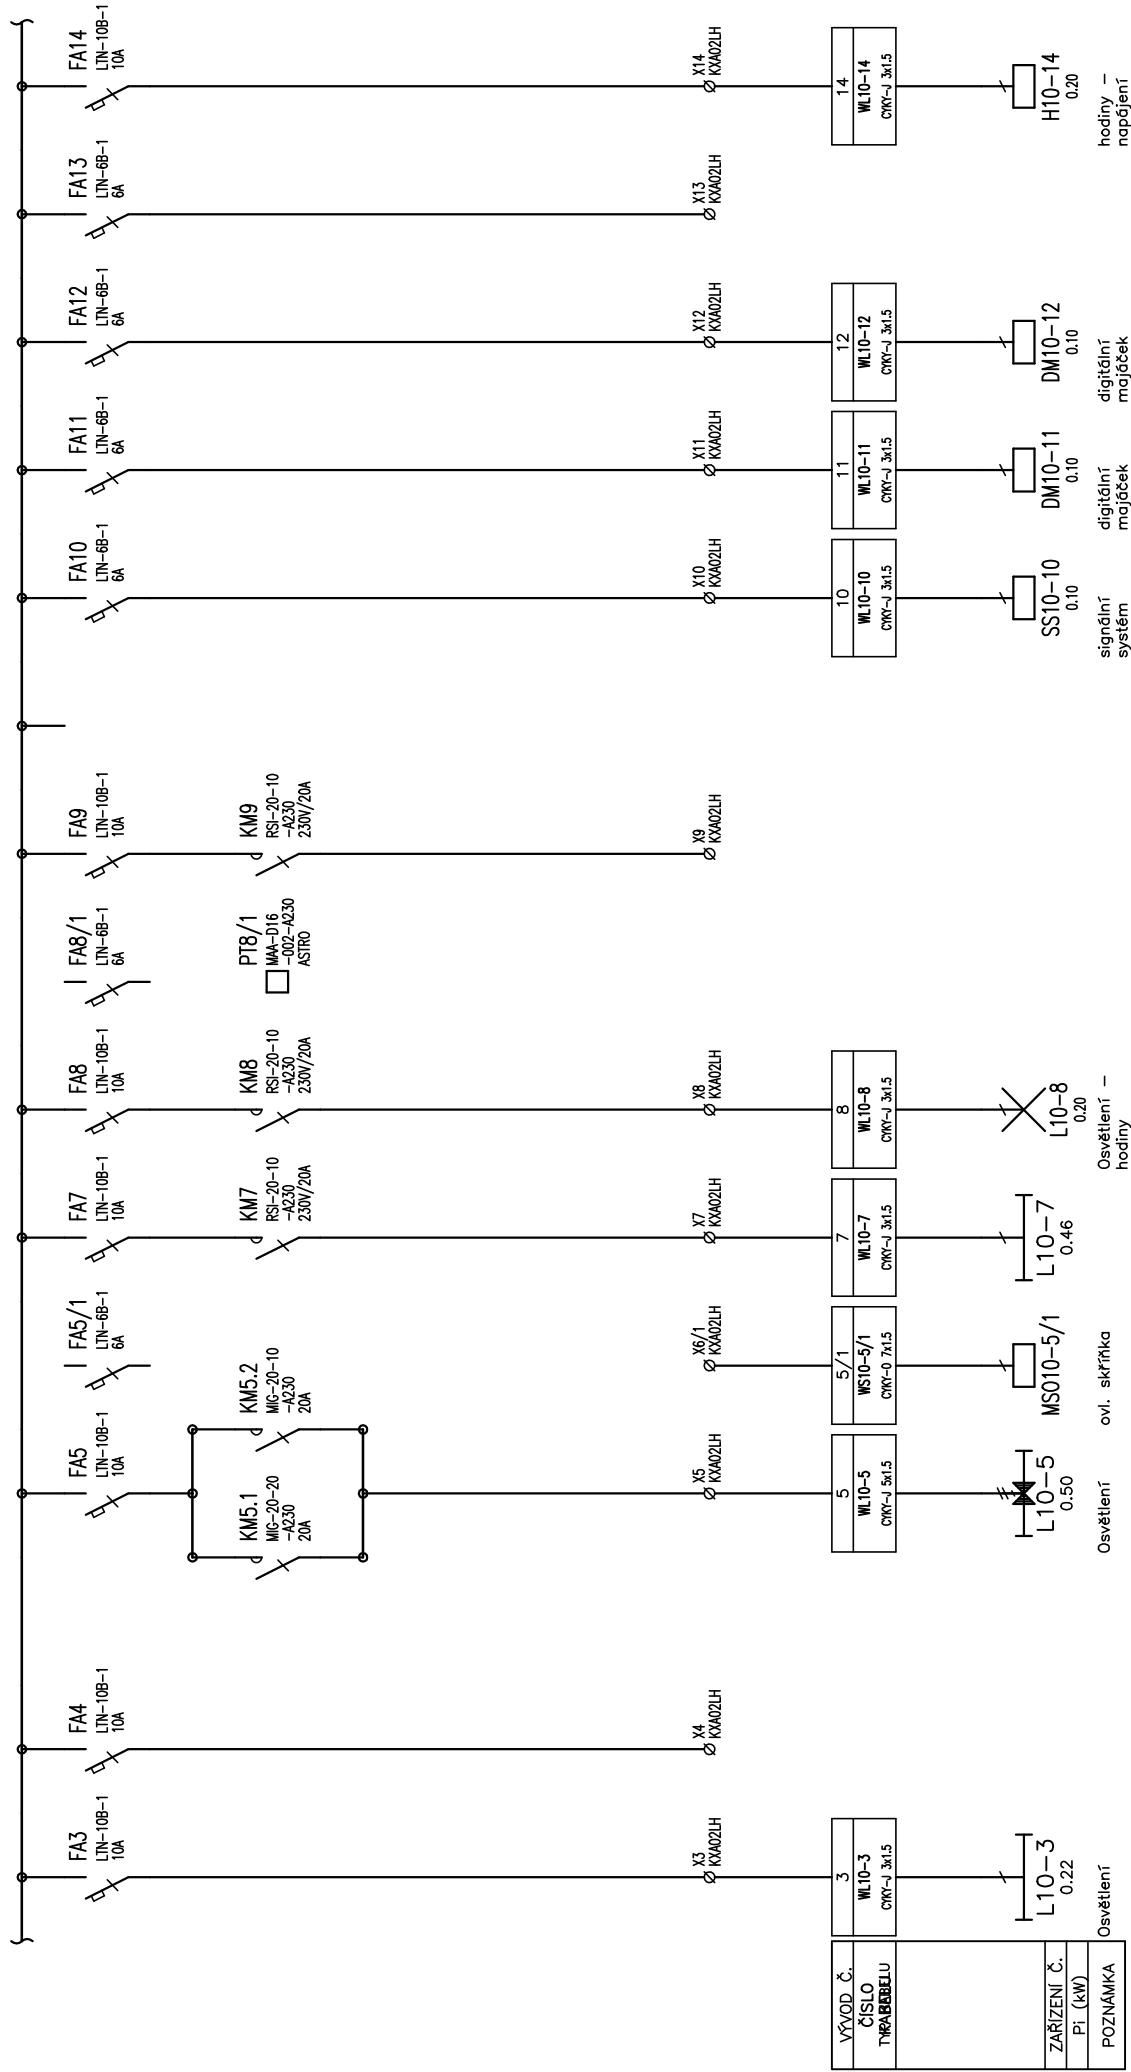 FA3
LTN-10B-1
10A
FA4
LTN-10B-1
10A
FA5
LTN-10B-1
10A
FA5/1
LTN-6B-1
6A
FA7
LTN-10B-1
10A
FA8
LTN-10B-1
10A
FA8/1
LTN-6B-1
6A
FA9
LTN-10B-1
10A
FA10
LTN-6B-1
6A
FA11
LTN-6B-1
6A
FA12
LTN-6B-1
6A
FA13
LTN-6B-1
6A
FA14
LTN-10B-1
10A
KM5.1
MIG-20-20
-A230
20A
KM5.2
MIG-20-10
-A230
20A
KM7
RSI-20-10
-A230
230V/20A
KM8
RSI-20-10
-A230
230V/20A
PT8/1
MAA-D16
-002-A230
ASTRO
KM9
RSI-20-10
-A230
230V/20A
X3
KXA02LH
X4
KXA02LH
X5
KXA02LH
X6/1
KXA02LH
X7
KXA02LH
X8
KXA02LH
X9
KXA02LH
X10
KXA02LH
X11
KXA02LH
X12
KXA02LH
X13
KXA02LH
X14
KXA02LH
VÝVOD Č.
ČÍSLO
3
WL10-3
CYKY-J 3x1.5
5
WL10-5
CYKY-J 5x1.5
5/1
WS10-5/1
CYKY-O 7x1.5
7
WL10-7
CYKY-J 3x1.5
8
WL10-8
CYKY-J 3x1.5
10
WL10-10
CYKY-J 3x1.5
11
WL10-11
CYKY-J 3x1.5
12
WL10-12
CYKY-J 3x1.5
14
WL10-14
CYKY-J 3x1.5
ZAŘÍZENÍ Č.
Pi (kW)
POZNÁMKA
L10-3
0.22
Osvětlení
L10-5
0.50
Osvětlení
MSO10-5/1
ovl. skříňka
L10-7
0.46
L10-8
0.20
Osvětlení -
hodiny
SS10-10
0.10
signální
systém
DM10-11
0.10
digitální
majáček
DM10-12
0.10
digitální
majáček
H10-14
0.20
hodiny -
napájení